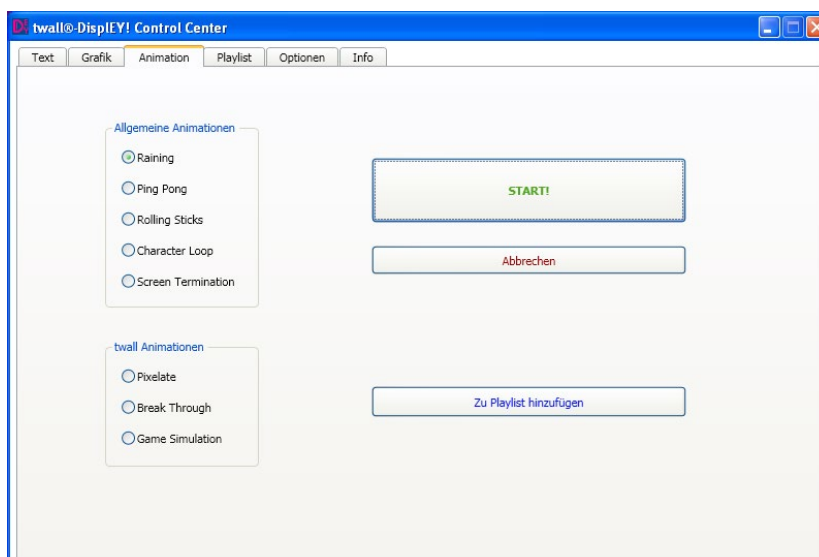 twall®-DisplEY! Control Center
Text Grafik Animation Playlist Optionen Info
Allgemeine Animationen
Raining
Ping Pong
Rolling Sticks
Character Loop
Screen Termination
START!
Abbrechen
twall Animationen
Pixelate
Break Through
Game Simulation
Zu Playlist hinzufügen